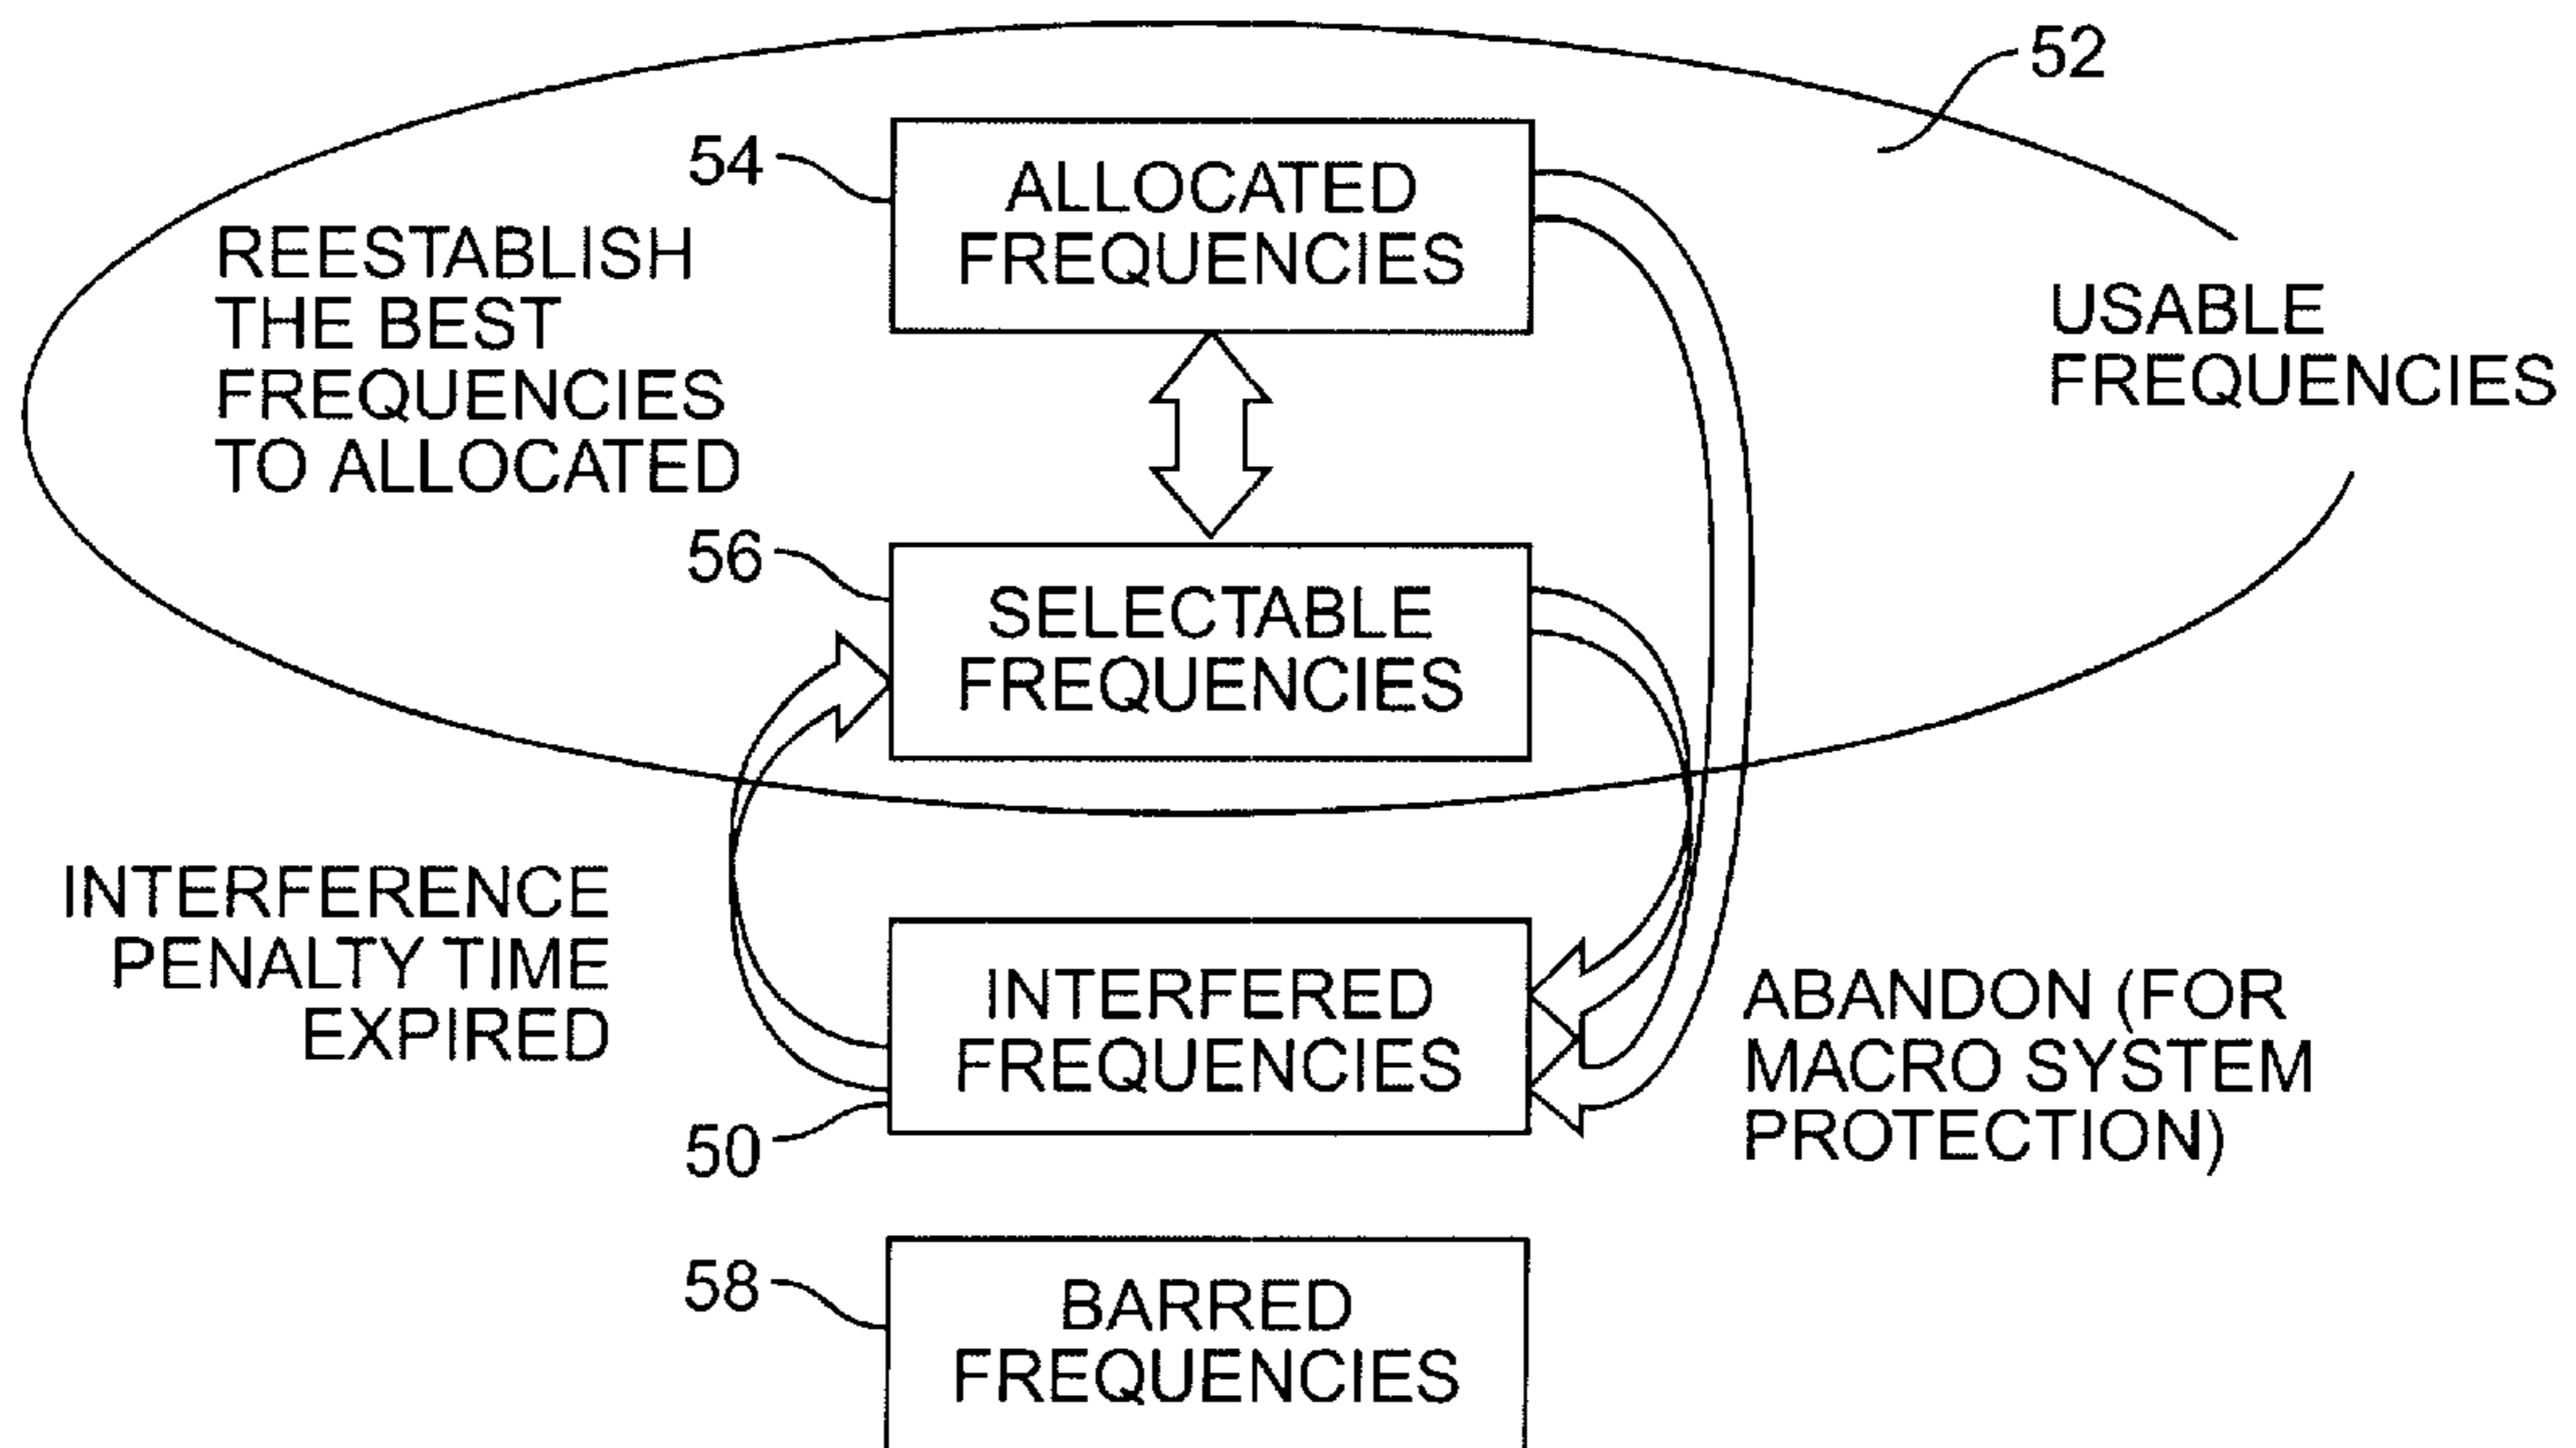 52
54
ALLOCATED
FREQUENCIES
REESTABLISH
THE BEST
FREQUENCIES
TO ALLOCATED
USABLE
FREQUENCIES
56
SELECTABLE
FREQUENCIES
INTERFERENCE
PENALTY TIME
EXPIRED
INTERFERED
FREQUENCIES
50
ABANDON (FOR
MACRO SYSTEM
PROTECTION)
58
BARRED
FREQUENCIES